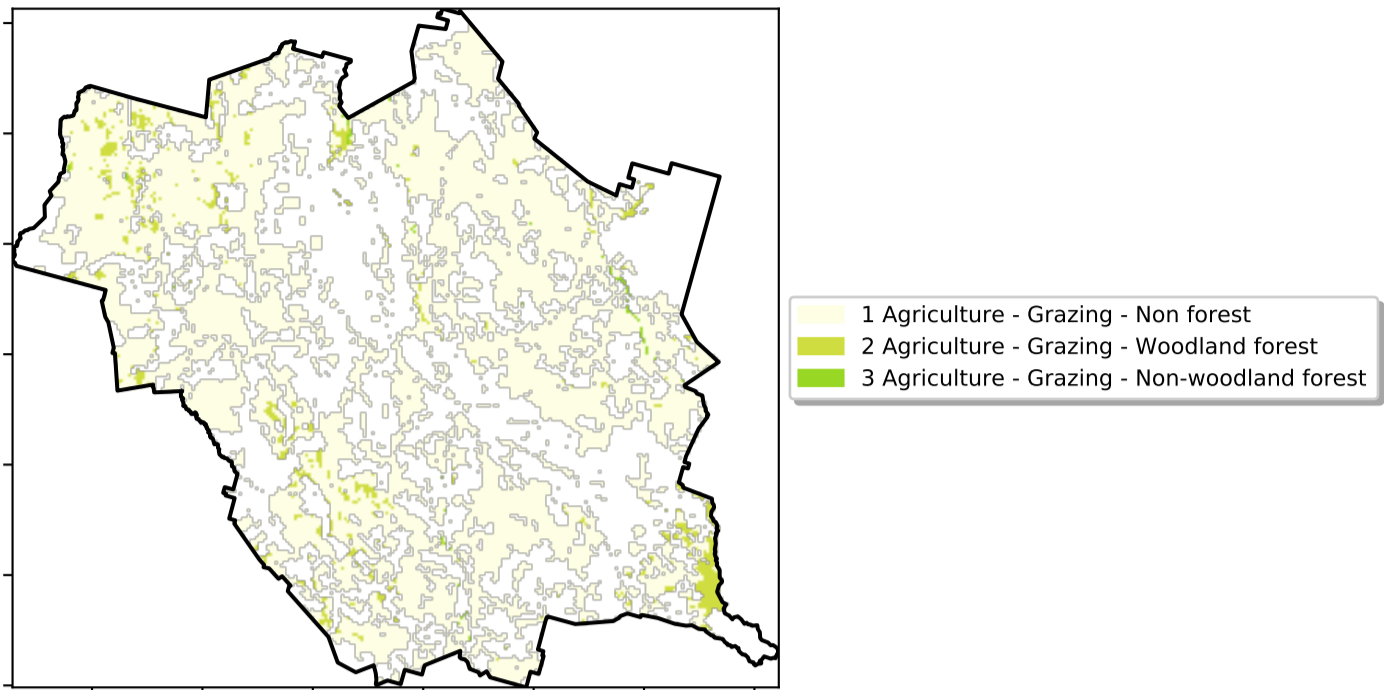 1 Agriculture - Grazing - Non forest
2 Agriculture - Grazing - Woodland forest
3 Agriculture - Grazing - Non-woodland forest